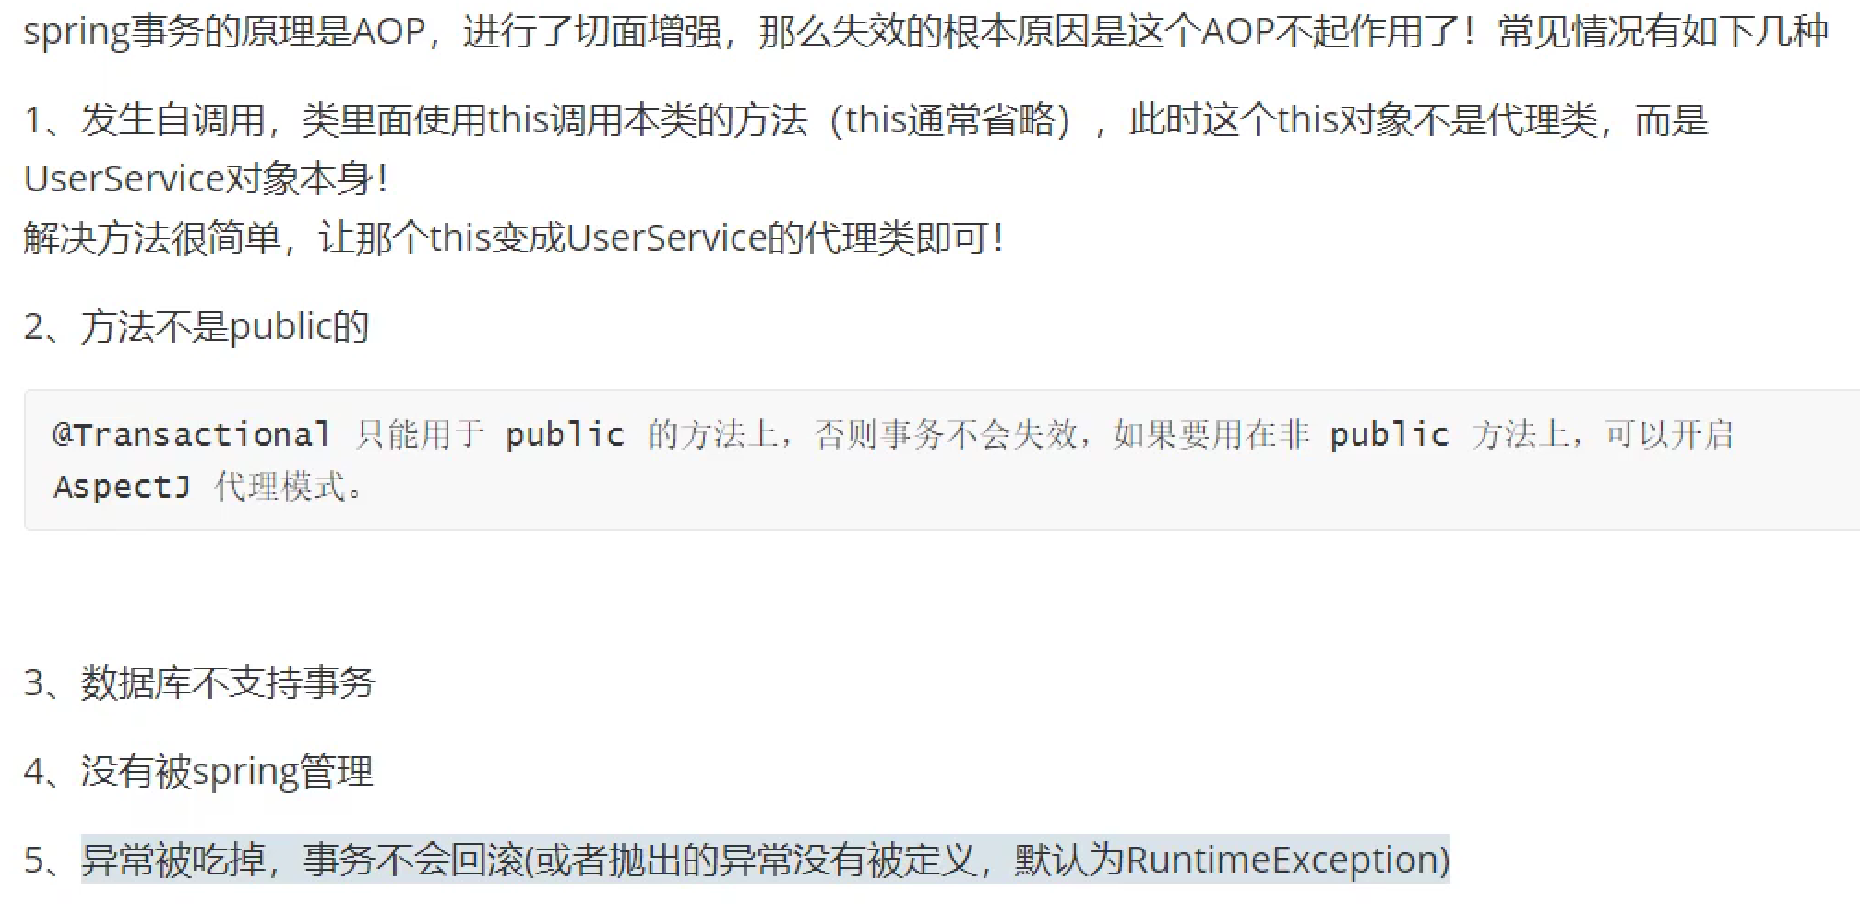 spring事务的原理是AOP，进行了切面增强，那么失效的根本原因是这个AOP不起作用了！常见情况有如下几种
1、发生自调用，类里面使用this调用本类的方法（this通常省略），此时这个this对象不是代理类，而是
UserService对象本身！
解决方法很简单，让那个this变成UserService的代理类即可！
2、方法不是public的
@Transactional 只能用于 public 的方法上，否则事务不会失效，如果要用在非 public 方法上，可以开启
AspectJ 代理模式。
3、数据库不支持事务
4、没有被spring管理
5、异常被吃掉，事务不会回滚(或者抛出的异常没有被定义，默认为RuntimeException)